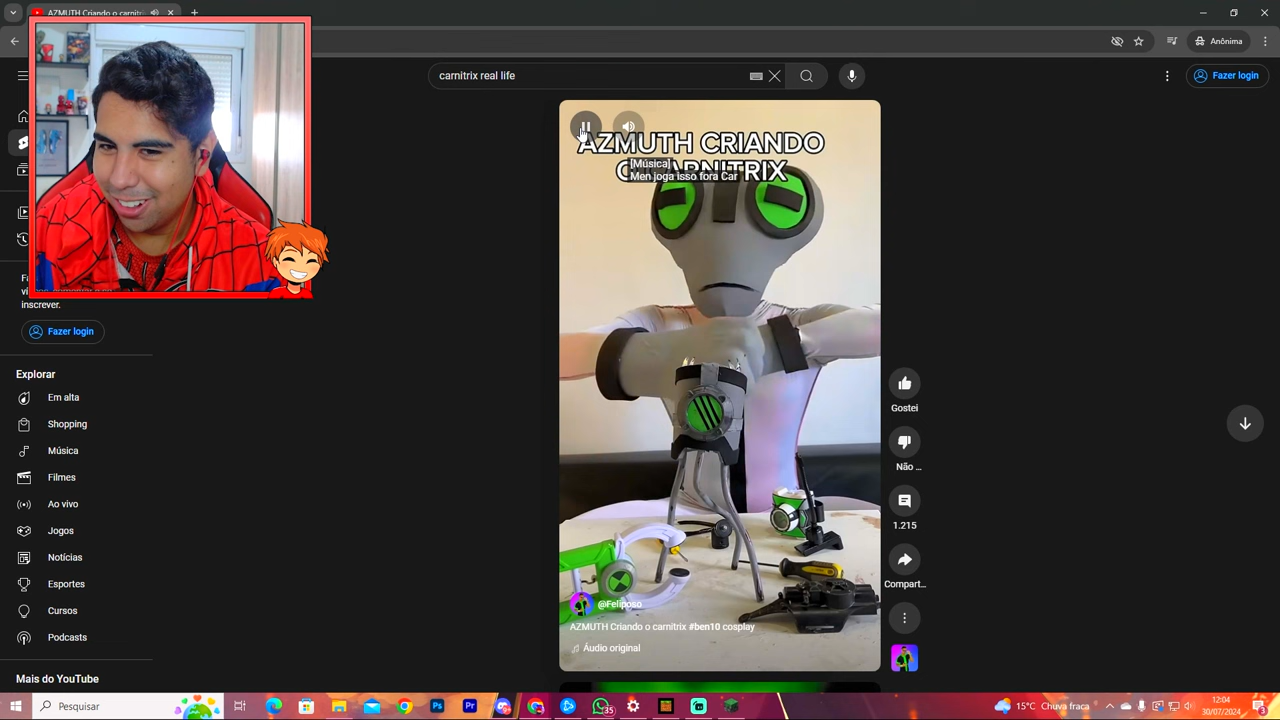 AZMUTH Criando o carnitrix
carnitrix real life
Anônima
Fazer login
inscrever.
Fazer login
Explorar
Em alta
Shopping
Música
Filmes
Ao vivo
Jogos
Notícias
Esportes
Cursos
Podcasts
Mais do YouTube
AZMUTH CRIANDO
CARNITRIX
[Música]
Men joga isso fora Car
@Feliposo
AZMUTH Criando o carnitrix #ben10 cosplay
Áudio original
Gostei
Não ...
1.215
Compart...
Pesquisar
35
15°C Chuva fraca
12:04
30/07/2024
3